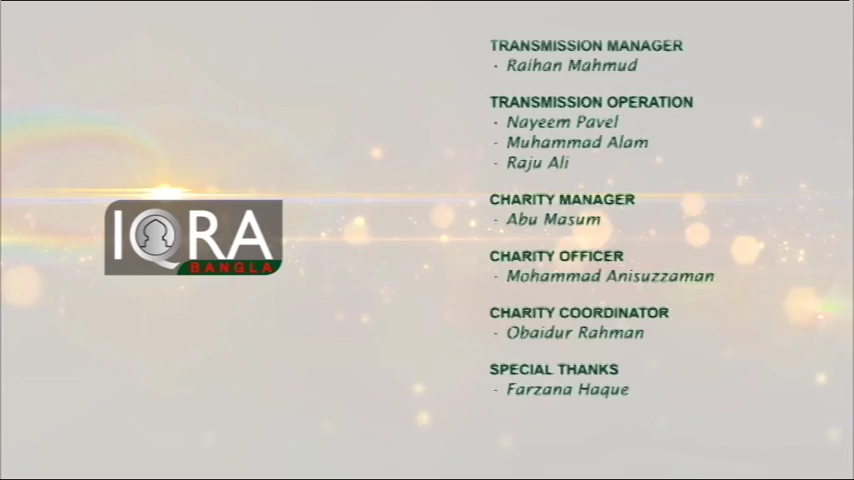 IQRA
BANGLA
TRANSMISSION MANAGER
- Raihan Mahmud
TRANSMISSION OPERATION
- Nayeem Pavel
- Muhammad Alam
- Raju Ali
CHARITY MANAGER
- Abu Masum
CHARITY OFFICER
- Mohammad Anisuzzaman
CHARITY COORDINATOR
- Obaidur Rahman
SPECIAL THANKS
- Farzana Haque